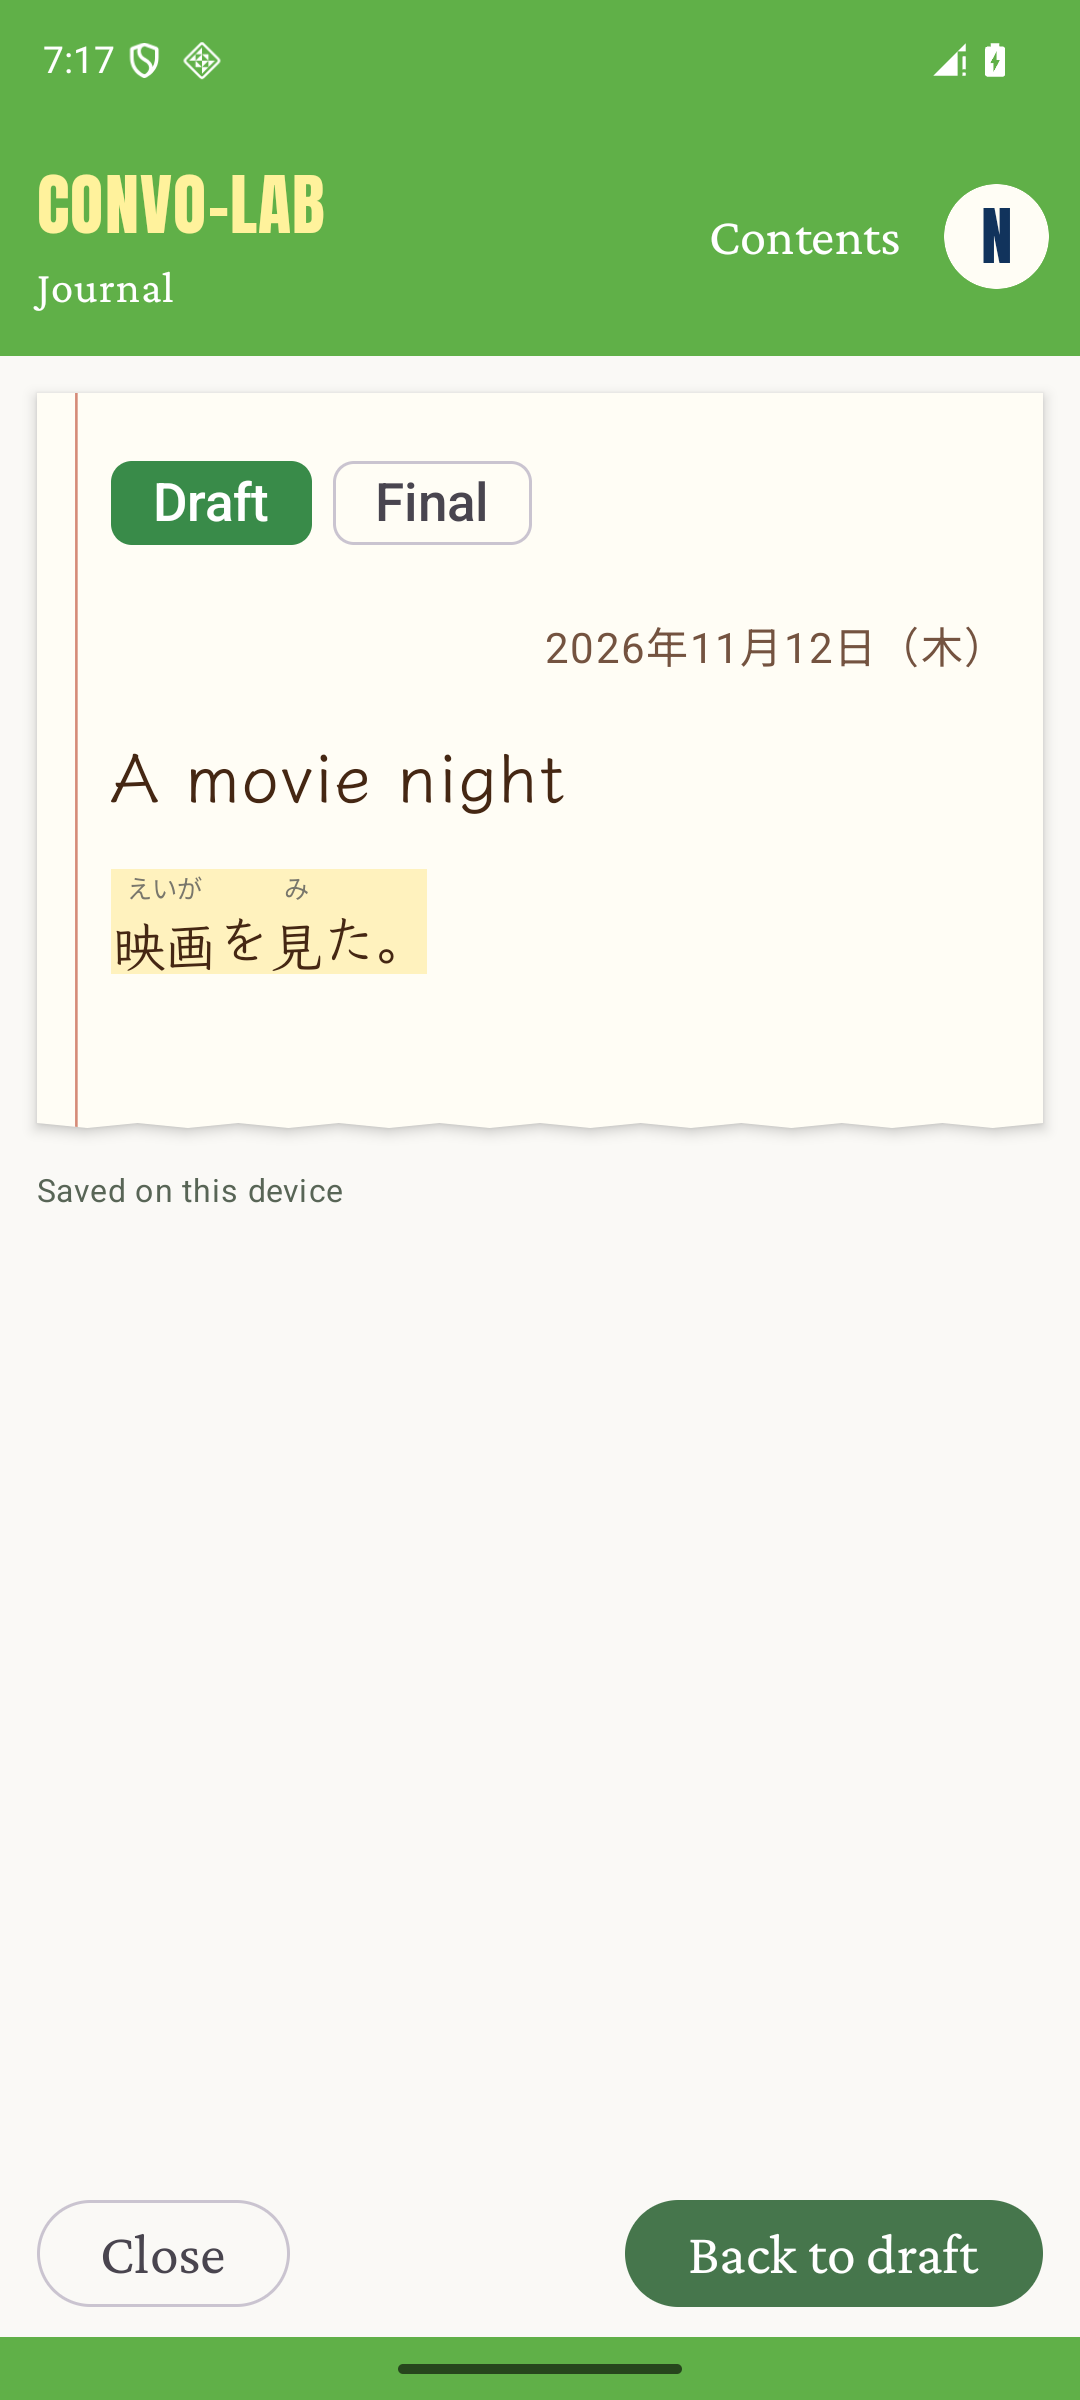 7:17
CONVO-LAB
Journal
Contents
N
Draft
Final
2026年11月12日（木）
A movie night
えいが み
映画を見た。
Saved on this device
Close
Back to draft